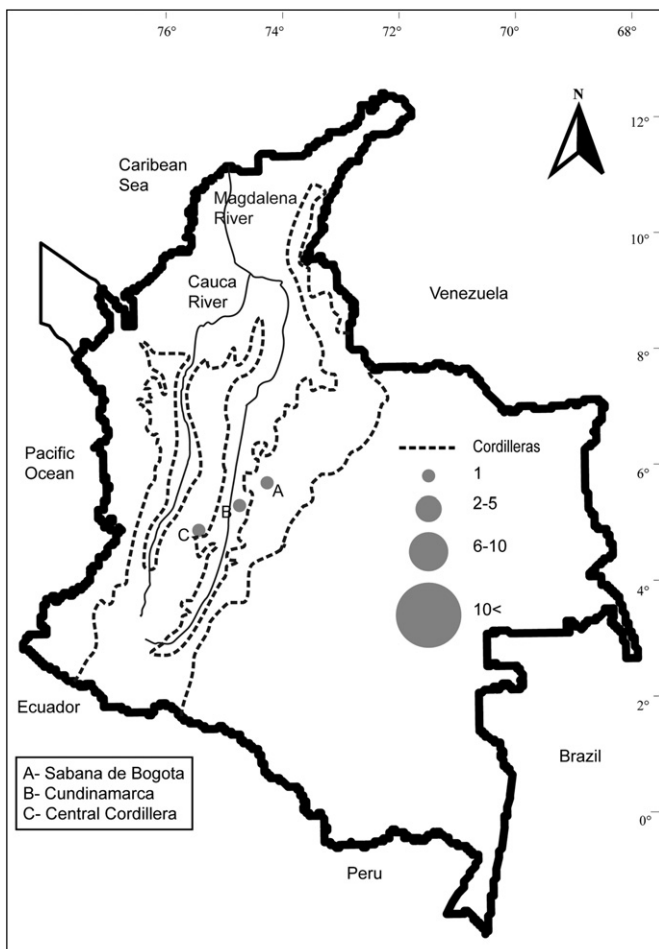 76°
74°
72°
70°
68°
N
12°
Caribean
Sea
Magdalena
River
10°
Cauca
River
Venezuela
8°
Pacific
Ocean
Cordilleras
1
A
2-5
B
C
6-10
4°
10<
Ecuador
2°
Brazil
A- Sabana de Bogota
B- Cundinamarca
C- Central Cordillera
0°
Peru
6°